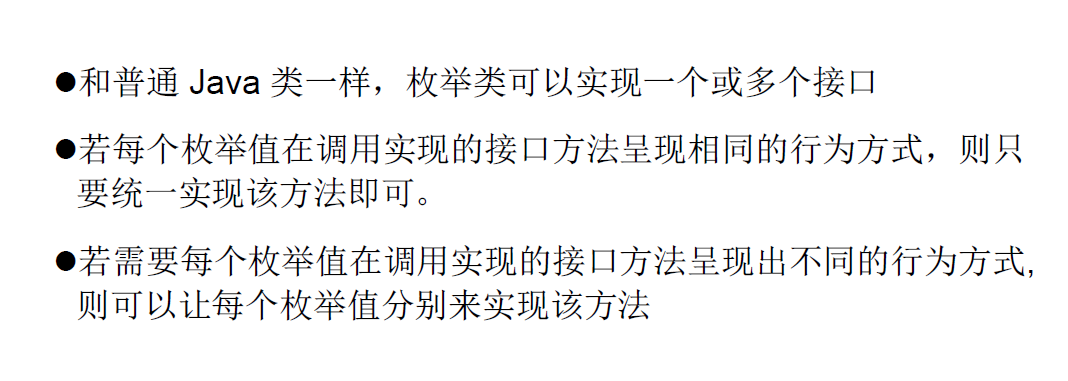 ●和普通 Java 类一样，枚举类可以实现一个或多个接口
●若每个枚举值在调用实现的接口方法呈现相同的行为方式，则只
要统一实现该方法即可。
●若需要每个枚举值在调用实现的接口方法呈现出不同的行为方式,
则可以让每个枚举值分别来实现该方法